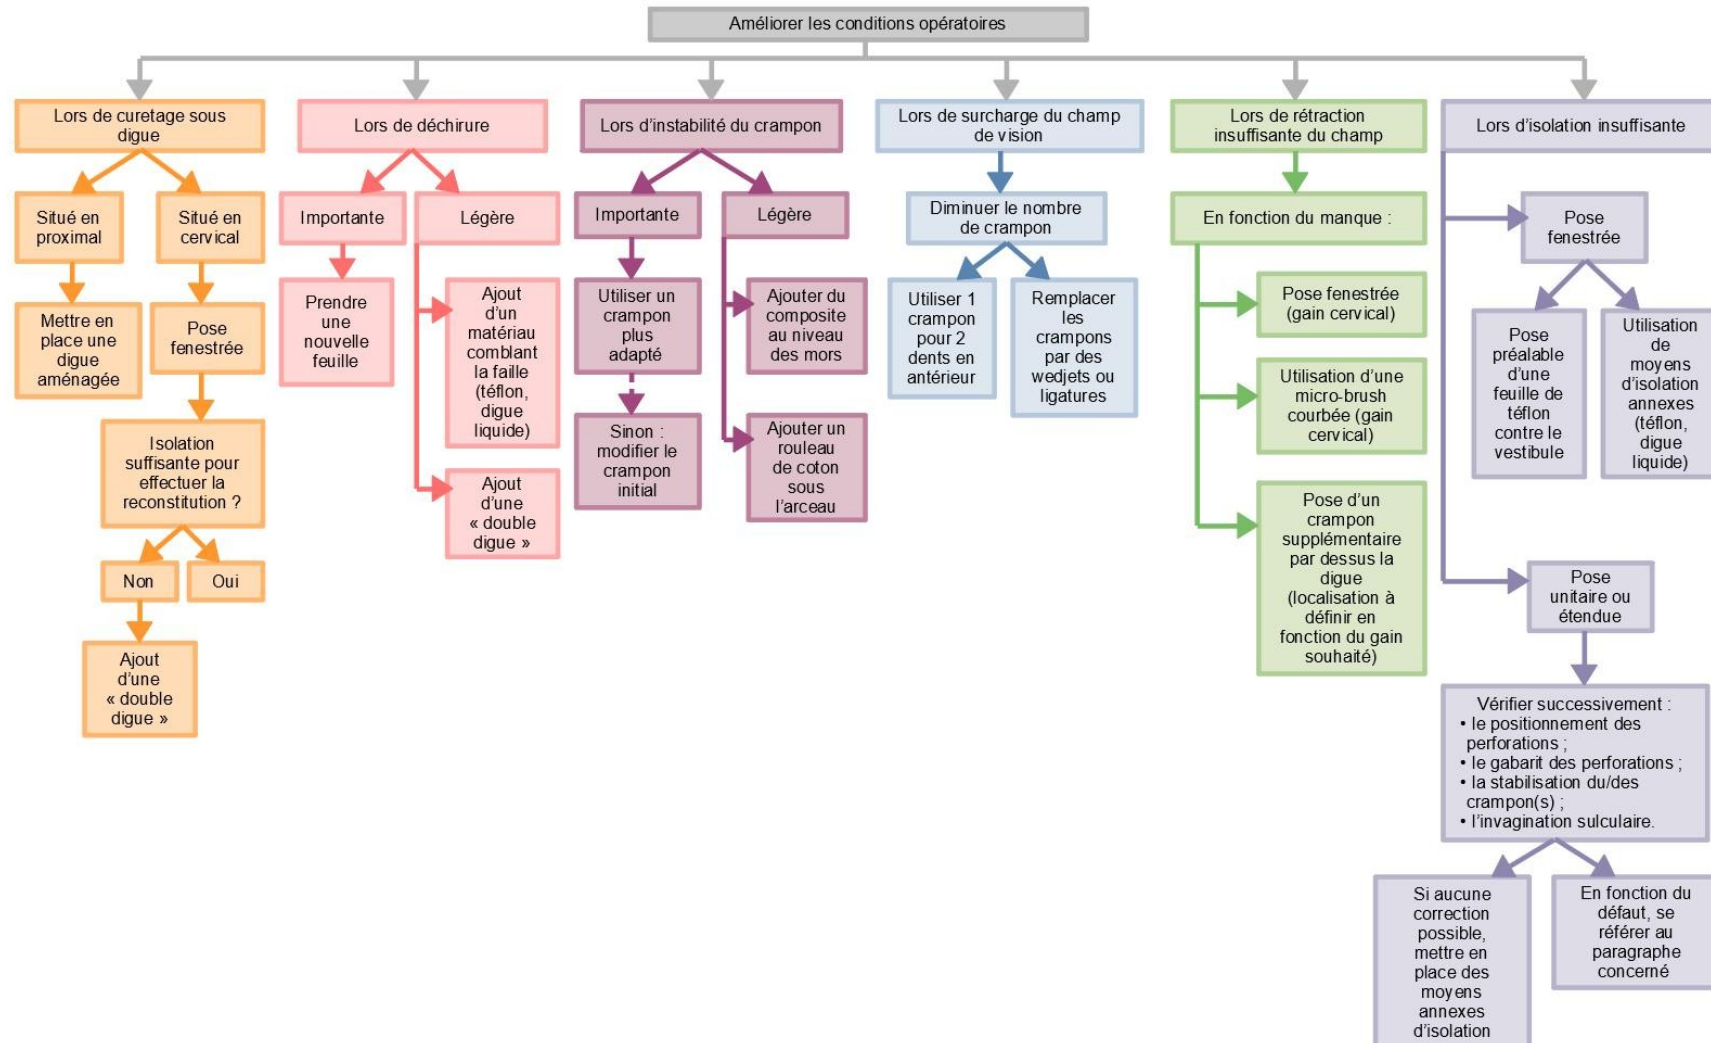 Améliorer les conditions opératoires
Lors de curetage sous
digue
Situé en
proximal
Mettre en
place une
digue
aménagée
Situé en
cervical
Pose
fenestrée
Isolation
suffisante pour
effectuer la
reconstitution ?
Non
Oui
Ajout
d’une
« double
digue »
Lors de déchirure
Importante
Prendre
une
nouvelle
feuille
Légère
Ajout
d’un
matériau
comblant
la faille
(téflon,
digue
liquide)
Ajout
d’une
« double
digue »
Lors d’instabilité du crampon
Importante
Utiliser un
crampon
plus
adapté
Sinon :
modifier le
crampon
initial
Légère
Ajouter du
composite
au niveau
des mors
Ajouter un
rouleau
de coton
sous
l’arceau
Lors de surcharge du champ
de vision
Diminuer le nombre
de crampon
Utiliser 1
crampon
pour 2
dents en
antérieur
Remplacer
les
crampons
par des
wedjets ou
ligatures
Lors de rétraction
insuffisante du champ
En fonction du manque :
Pose fenestrée
(gain cervical)
Utilisation d’une
micro-brush
courbée (gain
cervical)
Pose d’un
crampon
supplémentaire
par dessus la
digue
(localisation à
définir en
fonction du gain
souhaité)
Lors d’isolation insuffisante
Pose
fenestrée
Pose
préalable
d’une
feuille de
téflon
contre le
vestibule
Utilisation
de
moyens
d’isolation
annexes
(téflon,
digue
liquide)
Pose
unitaire ou
étendue
Vérifier successivement :
• le positionnement des
perforations ;
• le gabarit des perforations ;
• la stabilisation du/des
crampon(s) ;
• l’invagination sulculaire.
Si aucune
correction
possible,
mettre en
place des
moyens
annexes
d’isolation
En fonction du
défaut, se
référer au
paragraphe
concerné